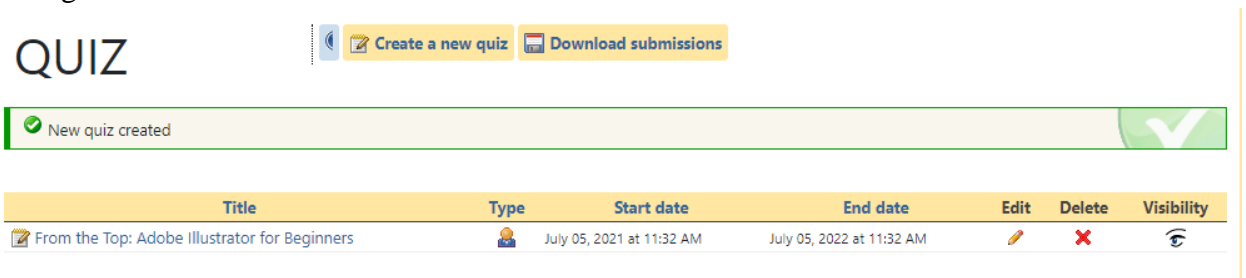 QUIZ
Create a new quiz Download submissions
New quiz created
Title Type Start date End date Edit Delete Visibility
From the Top: Adobe Illustrator for Beginners July 05, 2021 at 11:32 AM July 05, 2022 at 11:32 AM